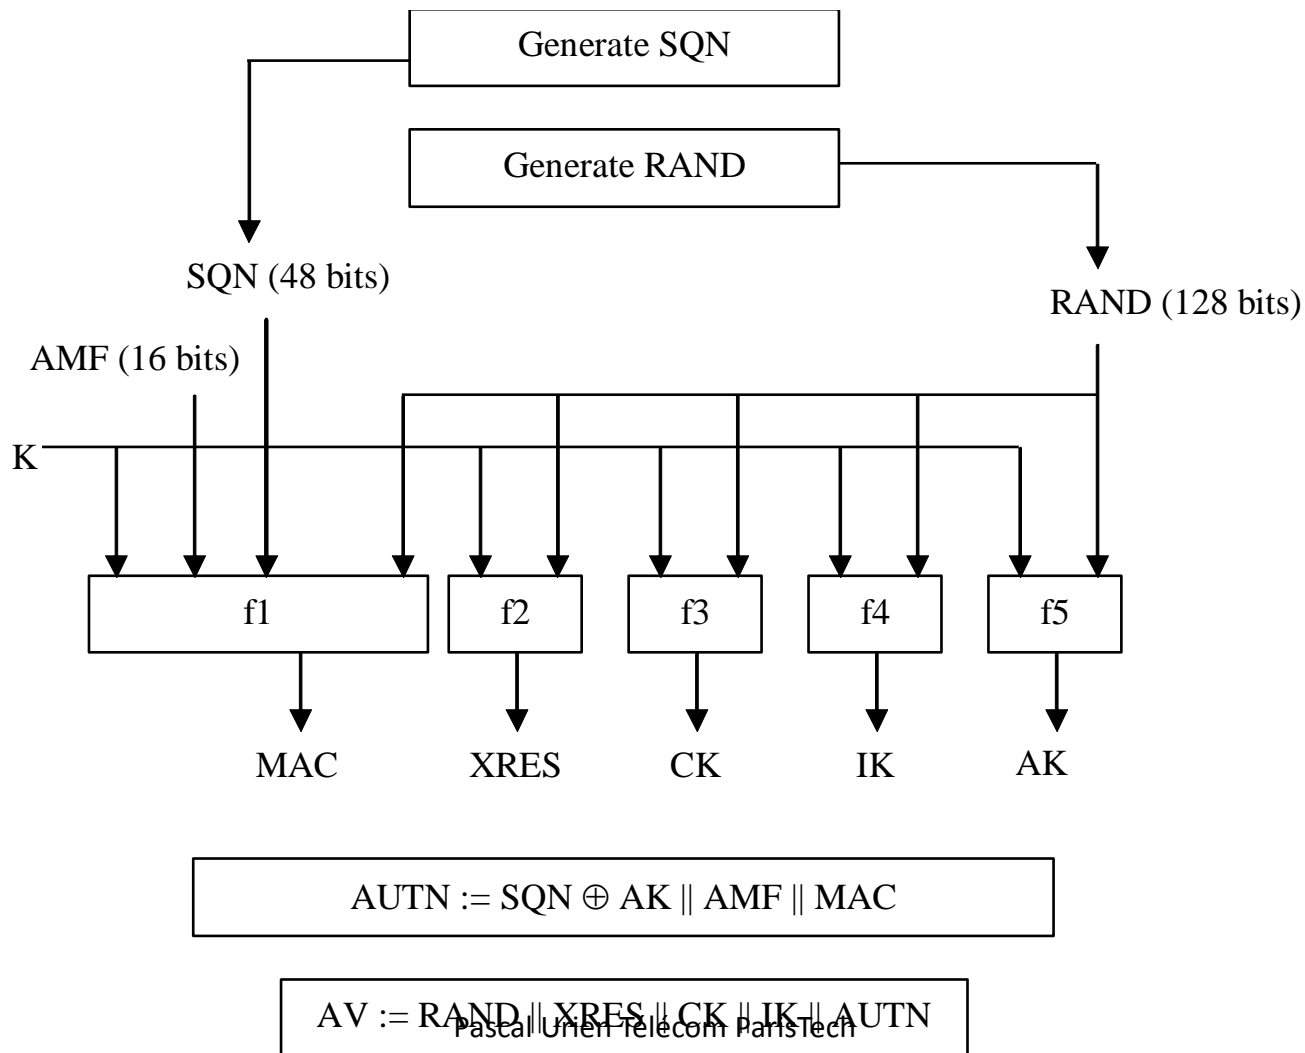 Generate SQN
Generate RAND
SQN (48 bits)
RAND (128 bits)
AMF (16 bits)
K
f1
f2
f3
f4
f5
MAC
XRES
CK
IK
AK
AUTN := SQN ⊕ AK || AMF || MAC
AV := RAND || XRES || CK || IK || AUTN
Pascal Urien Télécom ParisTech